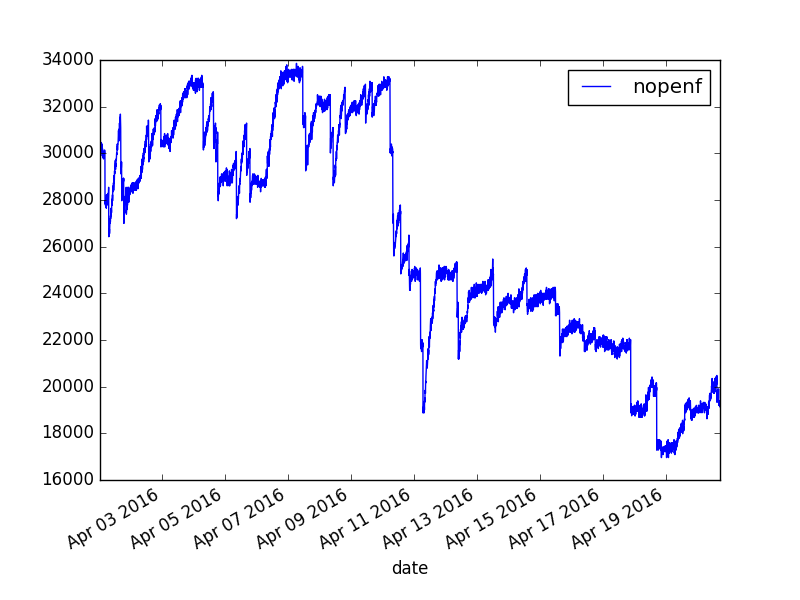 34000
32000
30000
28000
26000
24000
22000
20000
18000
16000
nopenf
Apr 03 2016
Apr 05 2016
Apr 07 2016
Apr 09 2016
Apr 11 2016
Apr 13 2016
Apr 15 2016
Apr 17 2016
Apr 19 2016
date